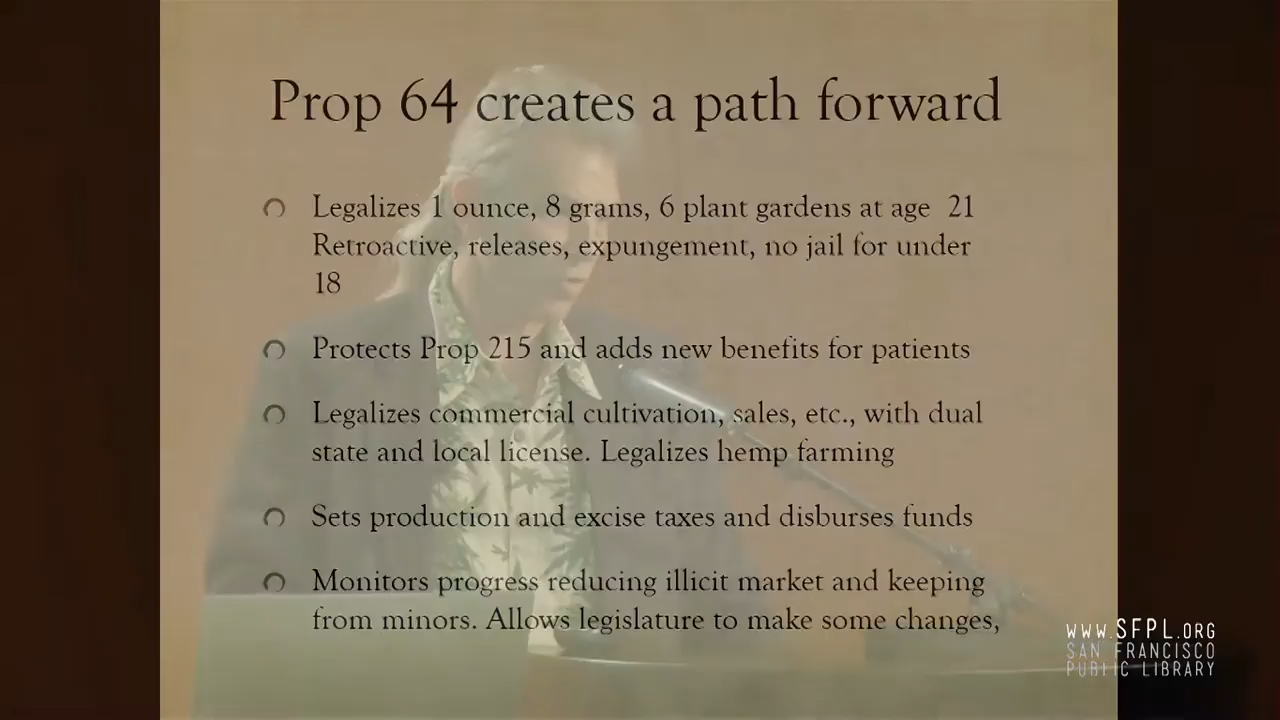 Prop 64 creates a path forward
Legalizes 1 ounce, 8 grams, 6 plant gardens at age 21
Retroactive, releases, expungement, no jail for under
18
Protects Prop 215 and adds new benefits for patients
Legalizes commercial cultivation, sales, etc., with dual
state and local license. Legalizes hemp farming
Sets production and excise taxes and disburses funds
Monitors progress reducing illicit market and keeping
from minors. Allows legislature to make some changes,
WWW.SFPL.ORG
SAN FRANCISCO
PUBLIC LIBRARY